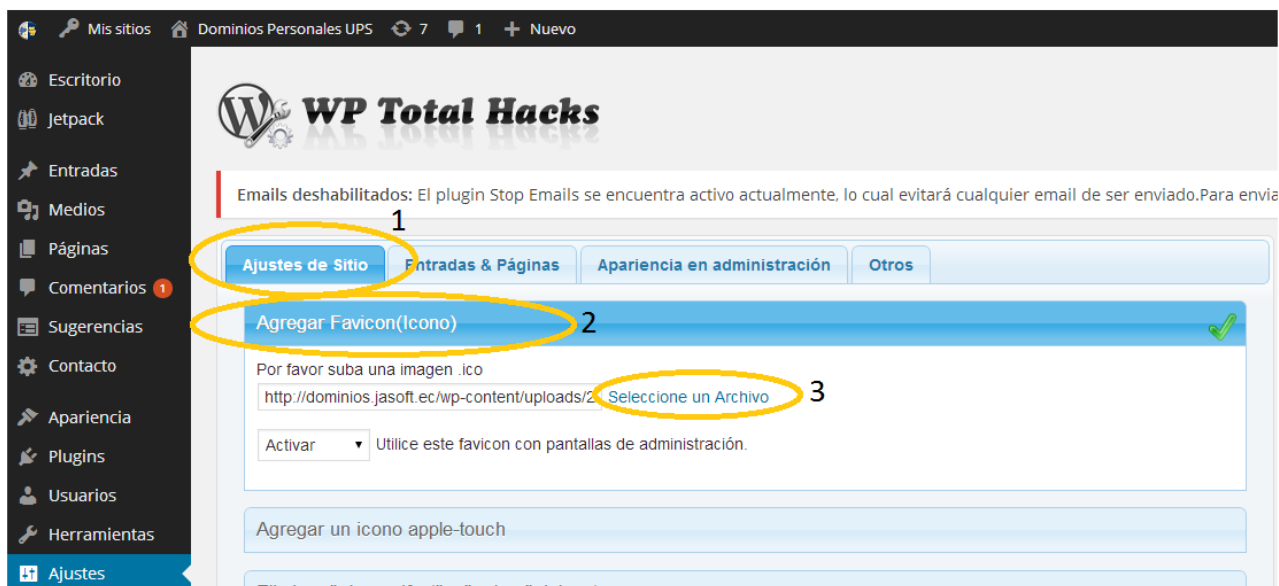 Mis sitios Dominios Personales UPS 7 1 + Nuevo
Escritorio
Jetpack
Entradas
Medios
Páginas
Comentarios 1
Sugerencias
Contacto
Apariencia
Plugins
Usuarios
Herramientas
Ajustes
WP Total Hacks
Emails deshabilitados: El plugin Stop Emails se encuentra activo actualmente, lo cual evitará cualquier email de ser enviado.Para envia
1
Ajustes de Sitio Entradas & Páginas Apariencia en administración Otros
Agregar Favicon(Icono) 2
Por favor suba una imagen .ico
http://dominios.jasoft.ec/wp-content/uploads/2 Seleccione un Archivo 3
Activar Utilice este favicon con pantallas de administración.
Agregar un icono apple-touch